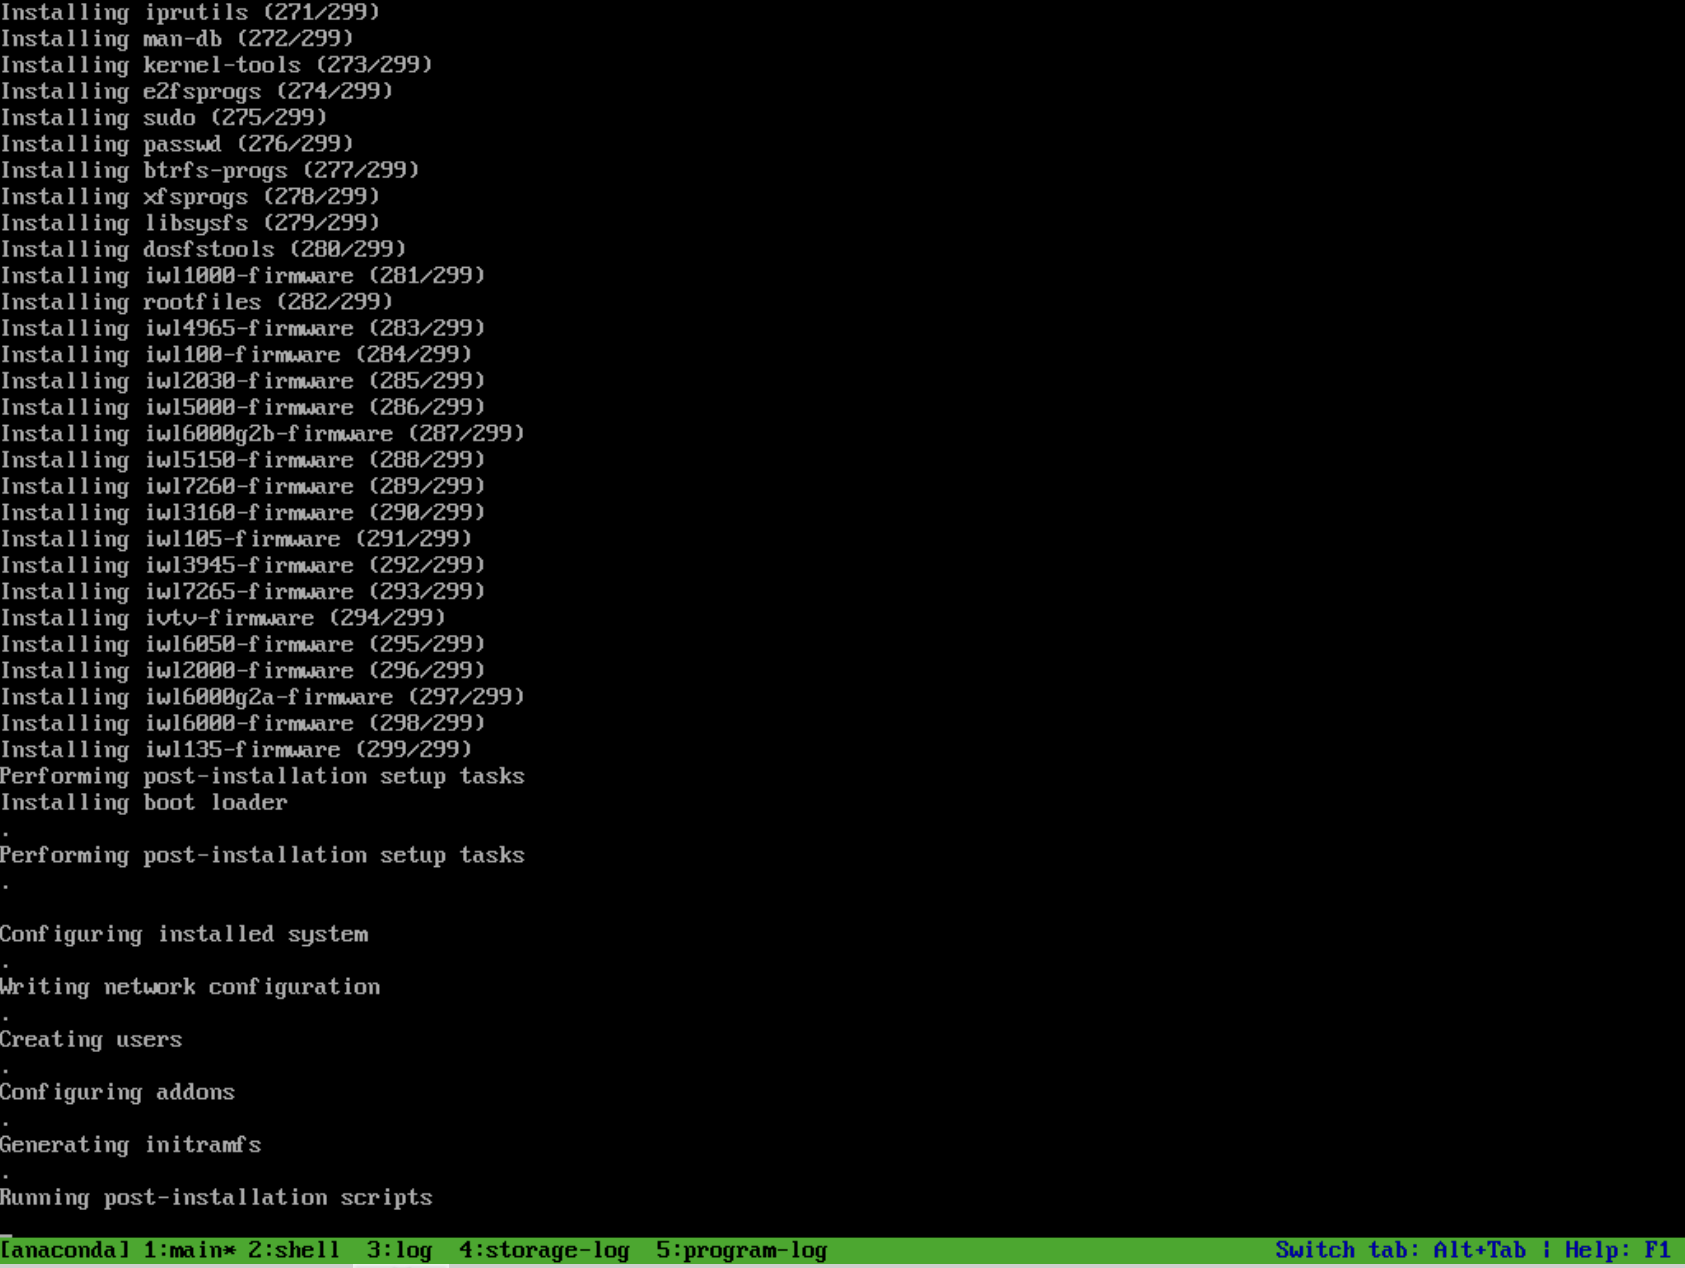 Installing iprutils (271/299)
Installing man-db (272/299)
Installing kernel-tools (273/299)
Installing e2fsprogs (274/299)
Installing sudo (275/299)
Installing passwd (276/299)
Installing btrfs-progs (277/299)
Installing xfsprogs (278/299)
Installing libsysfs (279/299)
Installing dosfstools (280/299)
Installing iwl1000-firmware (281/299)
Installing rootfiles (282/299)
Installing iwl4965-firmware (283/299)
Installing iwl100-firmware (284/299)
Installing iwl2030-firmware (285/299)
Installing iwl5000-firmware (286/299)
Installing iwl6000g2b-firmware (287/299)
Installing iwl5150-firmware (288/299)
Installing iwl7260-firmware (289/299)
Installing iwl3160-firmware (290/299)
Installing iwl105-firmware (291/299)
Installing iwl3945-firmware (292/299)
Installing iwl7265-firmware (293/299)
Installing ivtv-firmware (294/299)
Installing iwl6050-firmware (295/299)
Installing iwl2000-firmware (296/299)
Installing iwl6000g2a-firmware (297/299)
Installing iwl6000-firmware (298/299)
Installing iwl135-firmware (299/299)
Performing post-installation setup tasks
Installing boot loader
.
Performing post-installation setup tasks
.
Configuring installed system
.
Writing network configuration
.
Creating users
.
Configuring addons
.
Generating initramfs
.
Running post-installation scripts
[anaconda] 1:main* 2:shell  3:log  4:storage-log  5:program-log Switch tab: Alt+Tab | Help: F1